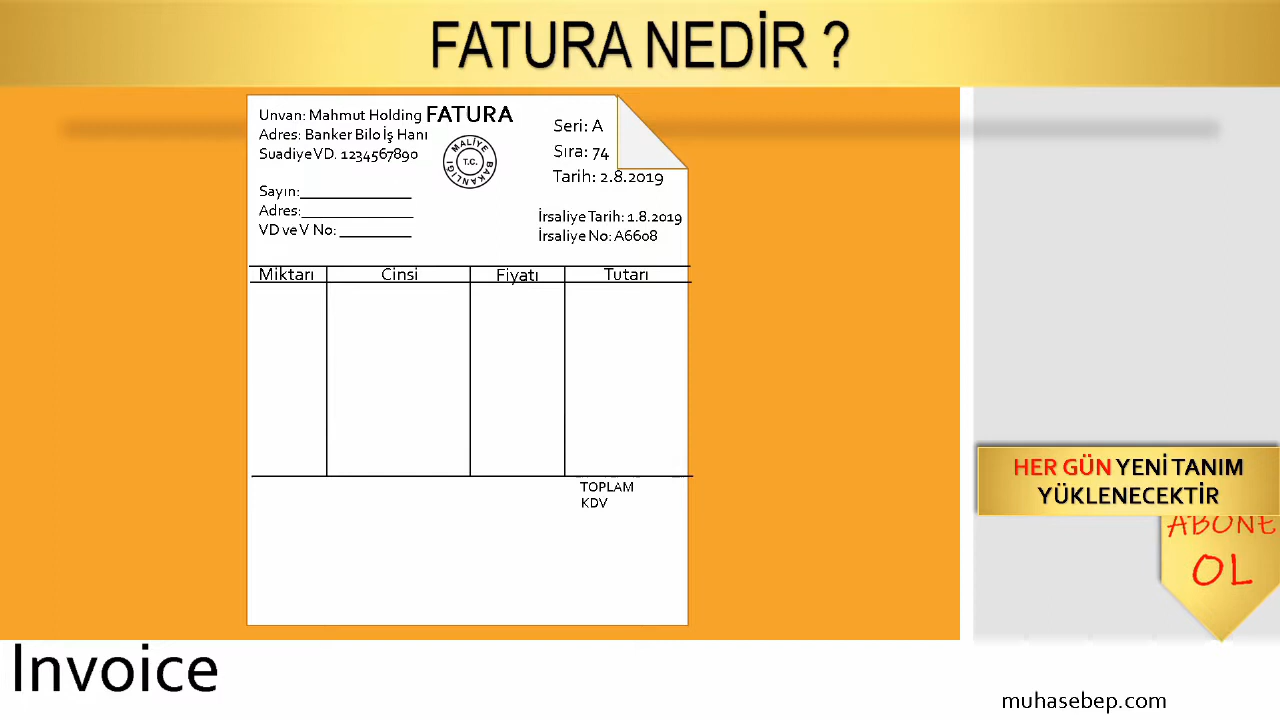 FATURA NEDİR ?
Unvan: Mahmut Holding
FATURA
Adres: Banker Bilo İş Hanı
Suadiye VD. 1234567890
MALİYE BAKANLIĞI
T.C.
Seri: A
Sıra: 74
Tarih: 2.8.2019
Sayın:
Adres:
VD ve V No:
İrsaliye Tarih: 1.8.2019
İrsaliye No: A6608
Miktarı Cinsi Fiyatı Tutarı
TOPLAM
KDV
HER GÜN YENİ TANIM
YÜKLENECEKTİR
ABONE
OL
Invoice
muhasebep.com